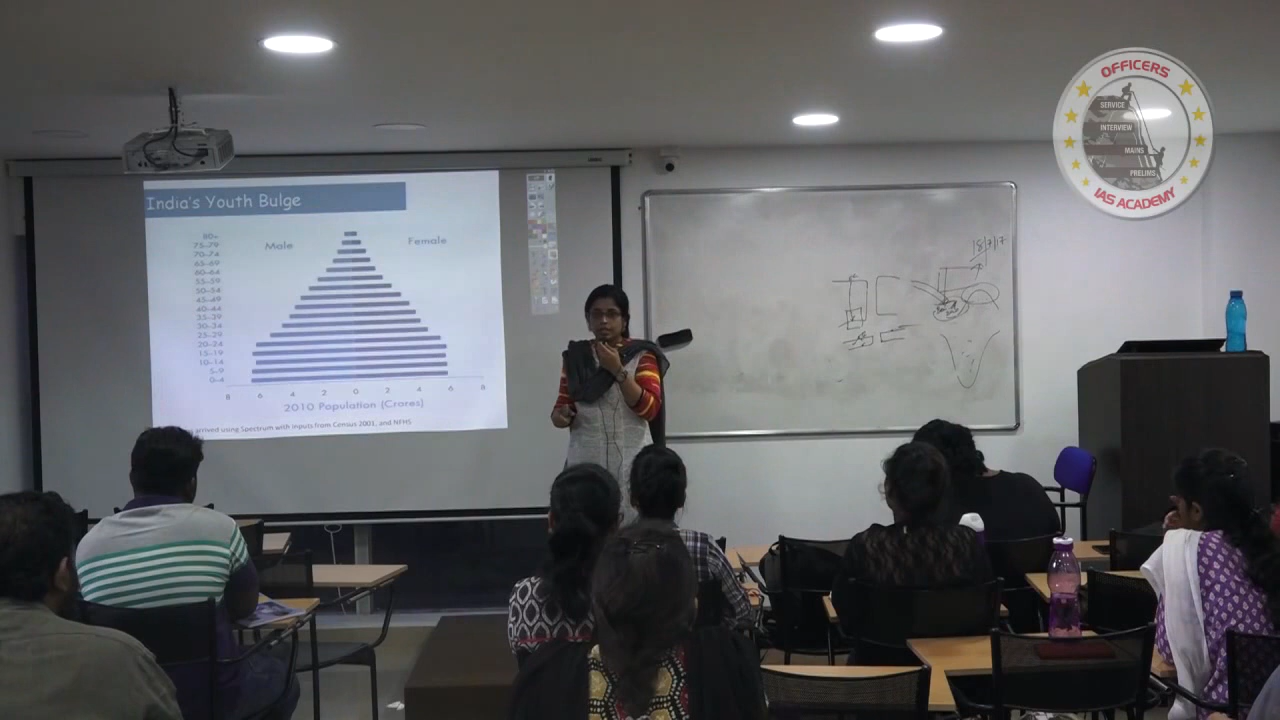 India's Youth Bulge
Male
Female
80+
75-79
70-74
65-69
60-64
55-59
50-54
45-49
40-44
35-39
30-34
25-29
20-24
15-19
10-14
5-9
0-4
8 6 4 2 0 2 4 6 8
2010 Population (Crores)
arrived using Spectrum with inputs from Census 2001, and NFHS
18/7/17
OFFICERS
SERVICE
INTERVIEW
MAINS
PRELIMS
IAS ACADEMY